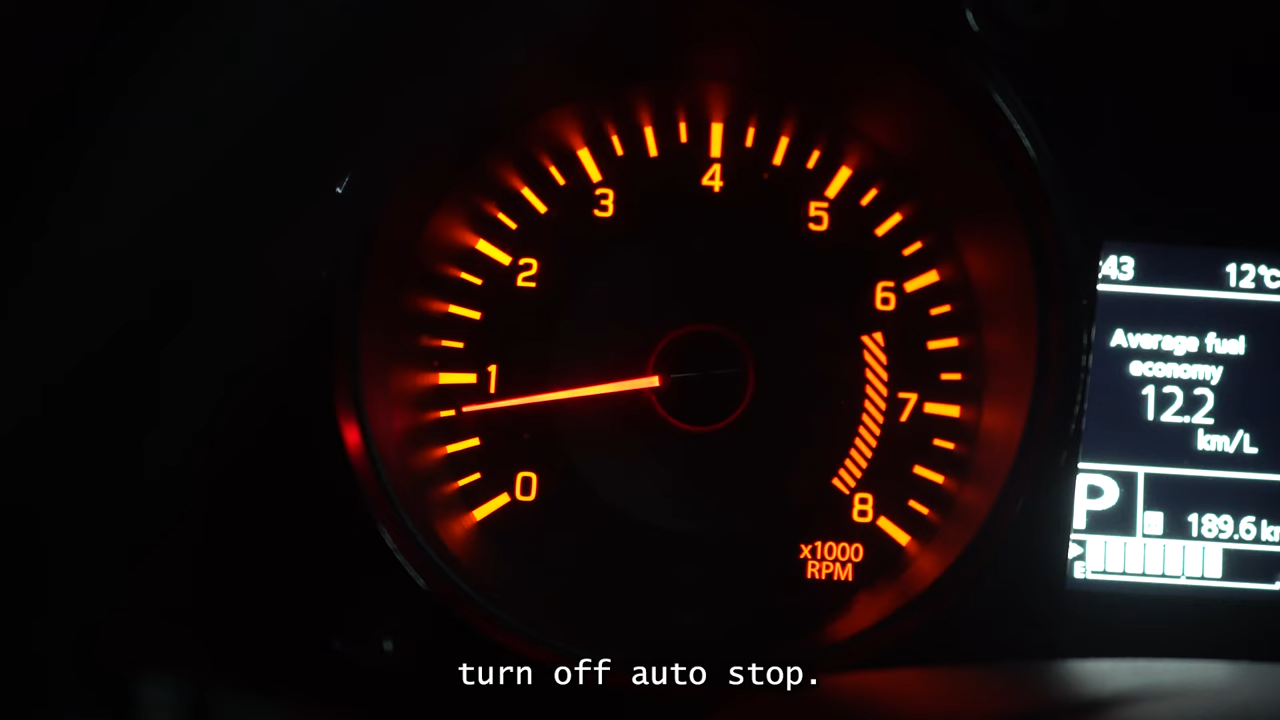 4
3
5
2
6
1
7
0
8
x1000
RPM
:43 12°C
Average fuel
economy
12.2
km/L
P
189.6 k
E
turn off auto stop.